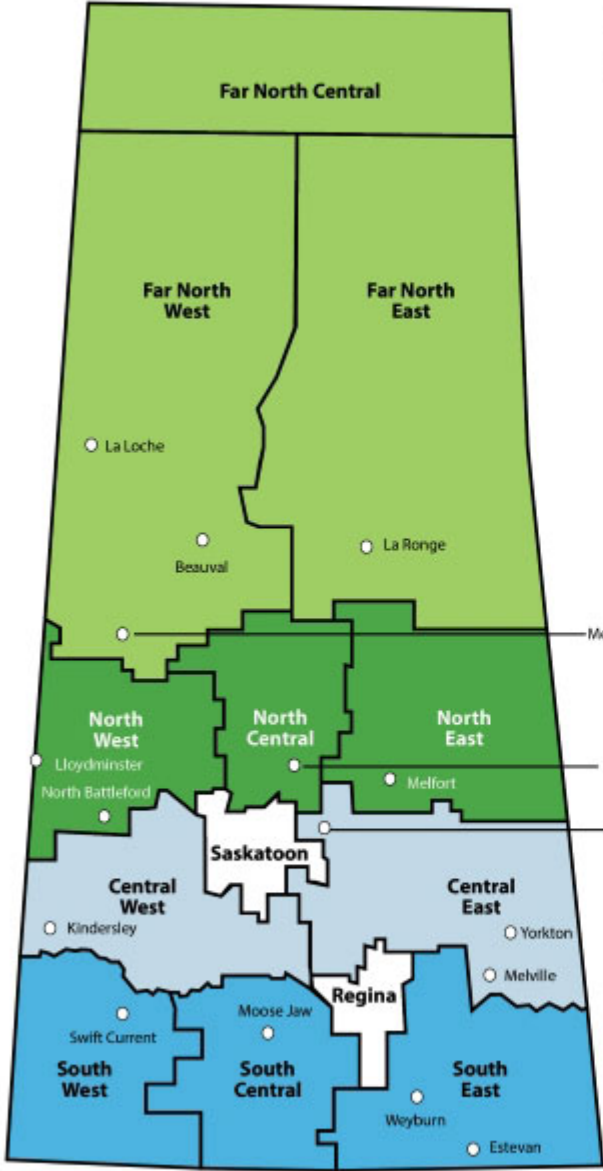 Far North Central
Far North
West
Far North
East
La Loche
Beauval
La Ronge
North
West
North
Central
North
East
Lloydminster
North Battleford
Melfort
Saskatoon
Central
West
Central
East
Kindersley
Yorkton
Melville
Regina
Moose Jaw
Swift Current
South
West
South
Central
South
East
Weyburn
Estevan